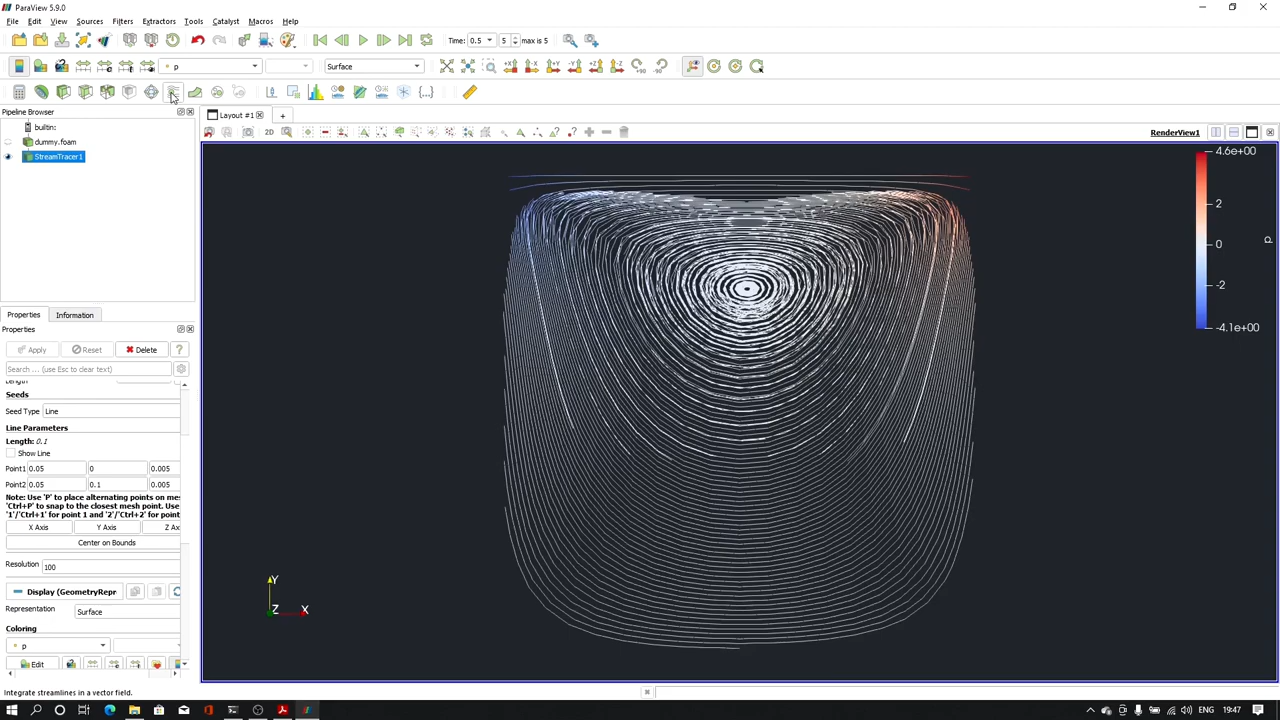 ParaView 5.9.0
File Edit View Sources Filters Extractors Tools Catalyst Macros Help
Time: 0.5 5 max is 5
p Surface
Pipeline Browser
Layout #1
builtin:
dummy.foam
StreamTracer1
2D
RenderView1
4.6e+00
2
0
-2
-4.1e+00
p
Properties Information
Properties
Apply Reset Delete ?
Search ... (use Esc to clear text)
Length
Seeds
Seed Type Line
Line Parameters
Length: 0.1
Show Line
Point1 0.05 0 0.005
Point2 0.05 0.1 0.005
Note: Use 'P' to place alternating points on me
'Ctrl+P' to snap to the closest mesh point. Use
'1'/'Ctrl+1' for point 1 and '2'/'Ctrl+2' for point
X Axis Y Axis Z Ax
Center on Bounds
Resolution 100
Display (GeometryRepr
Representation Surface
Coloring
p
Edit
Y
Z X
Integrate streamlines in a vector field.
ENG 19:47